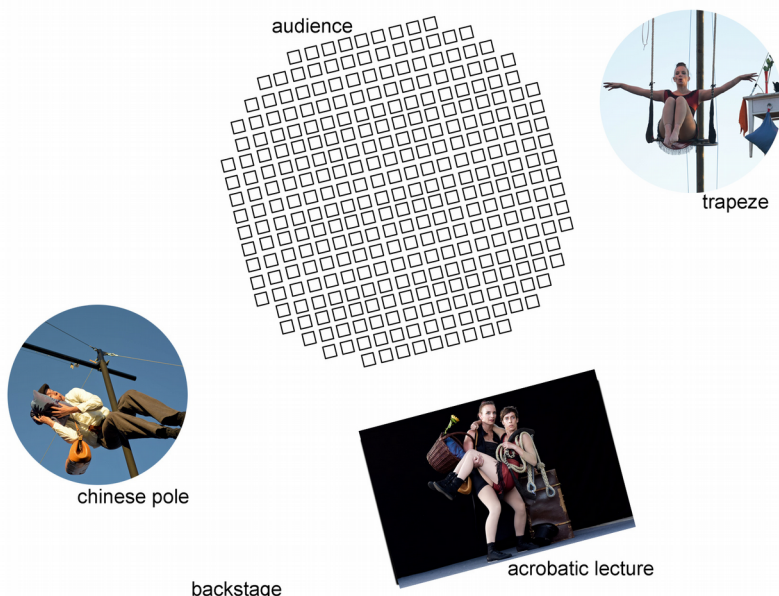 audience
trapeze
chinese pole
acrobatic lecture
backstage